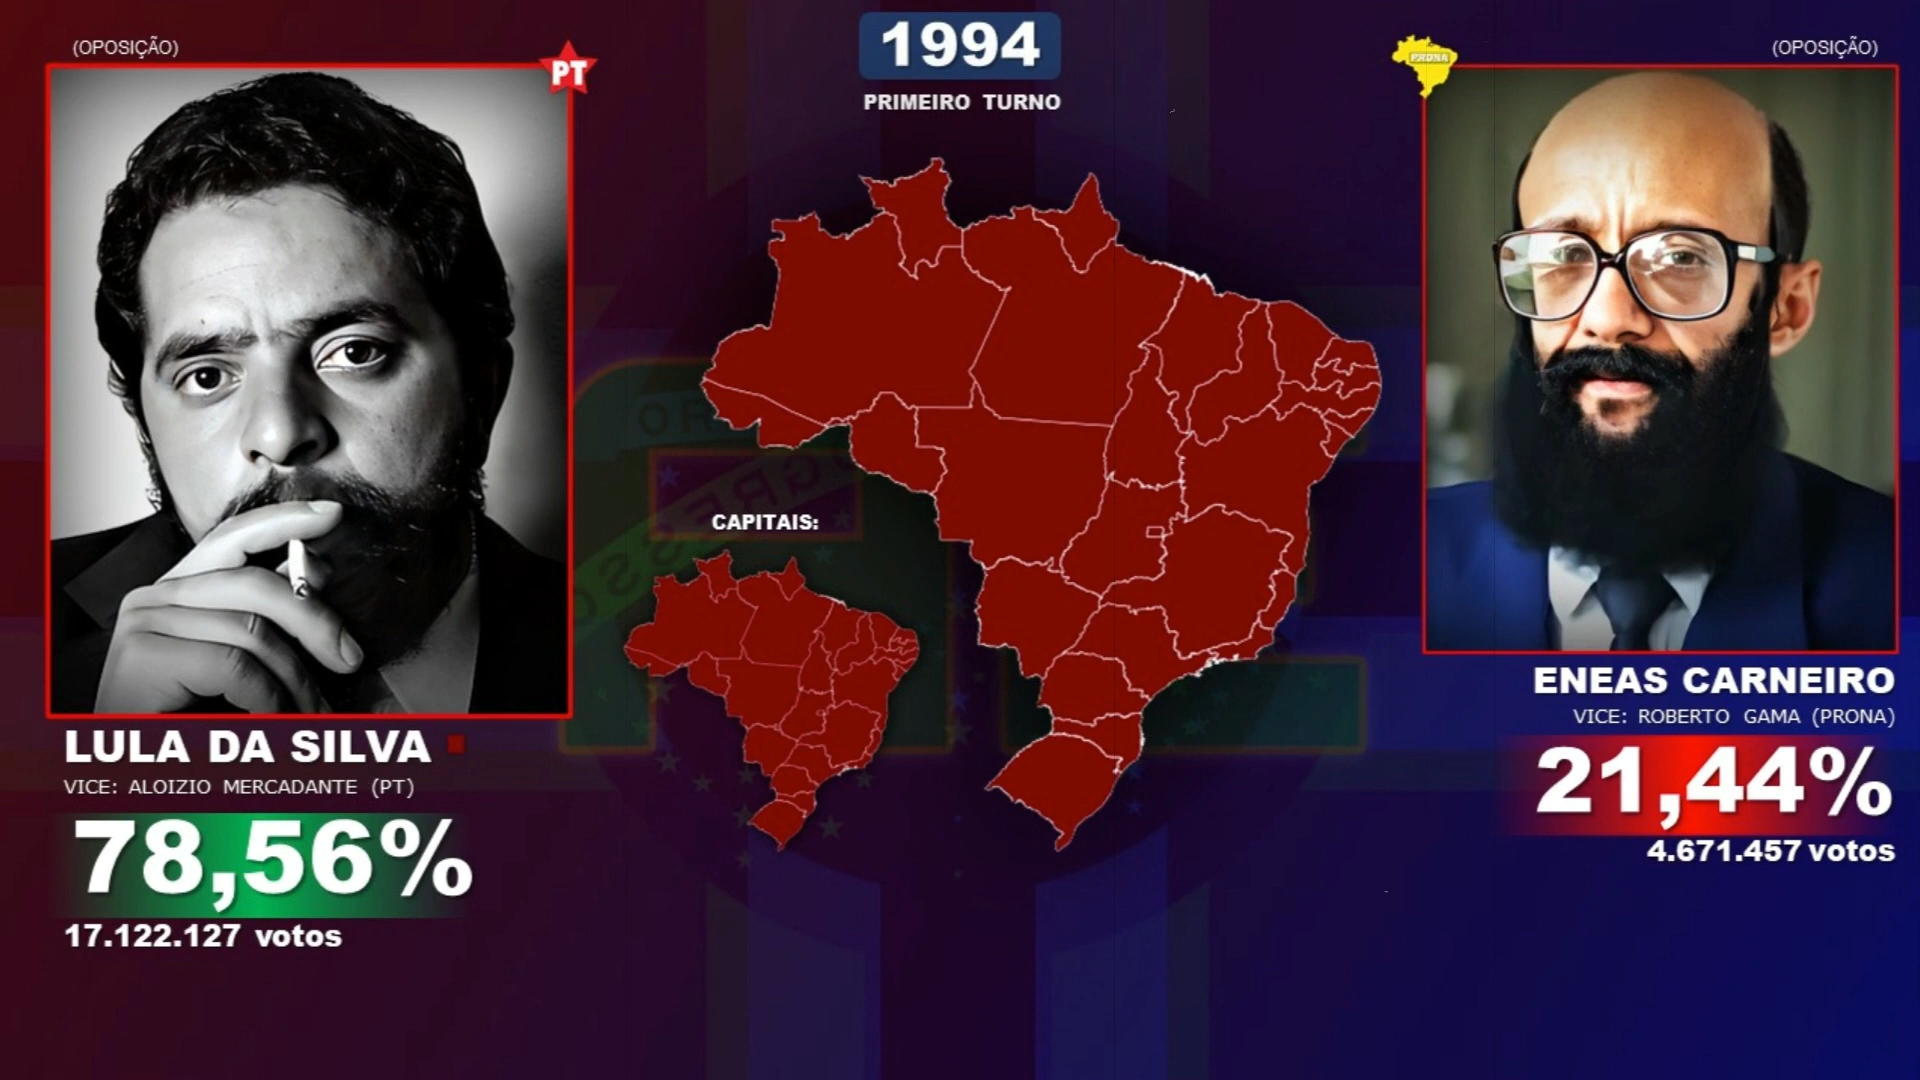 (OPOSIÇÃO)
PT
LULA DA SILVA
VICE: ALOIZIO MERCADANTE (PT)
78,56%
17.122.127 votos
1994
PRIMEIRO TURNO
CAPITAIS:
(OPOSIÇÃO)
PRONA
ENEAS CARNEIRO
VICE: ROBERTO GAMA (PRONA)
21,44%
4.671.457 votos